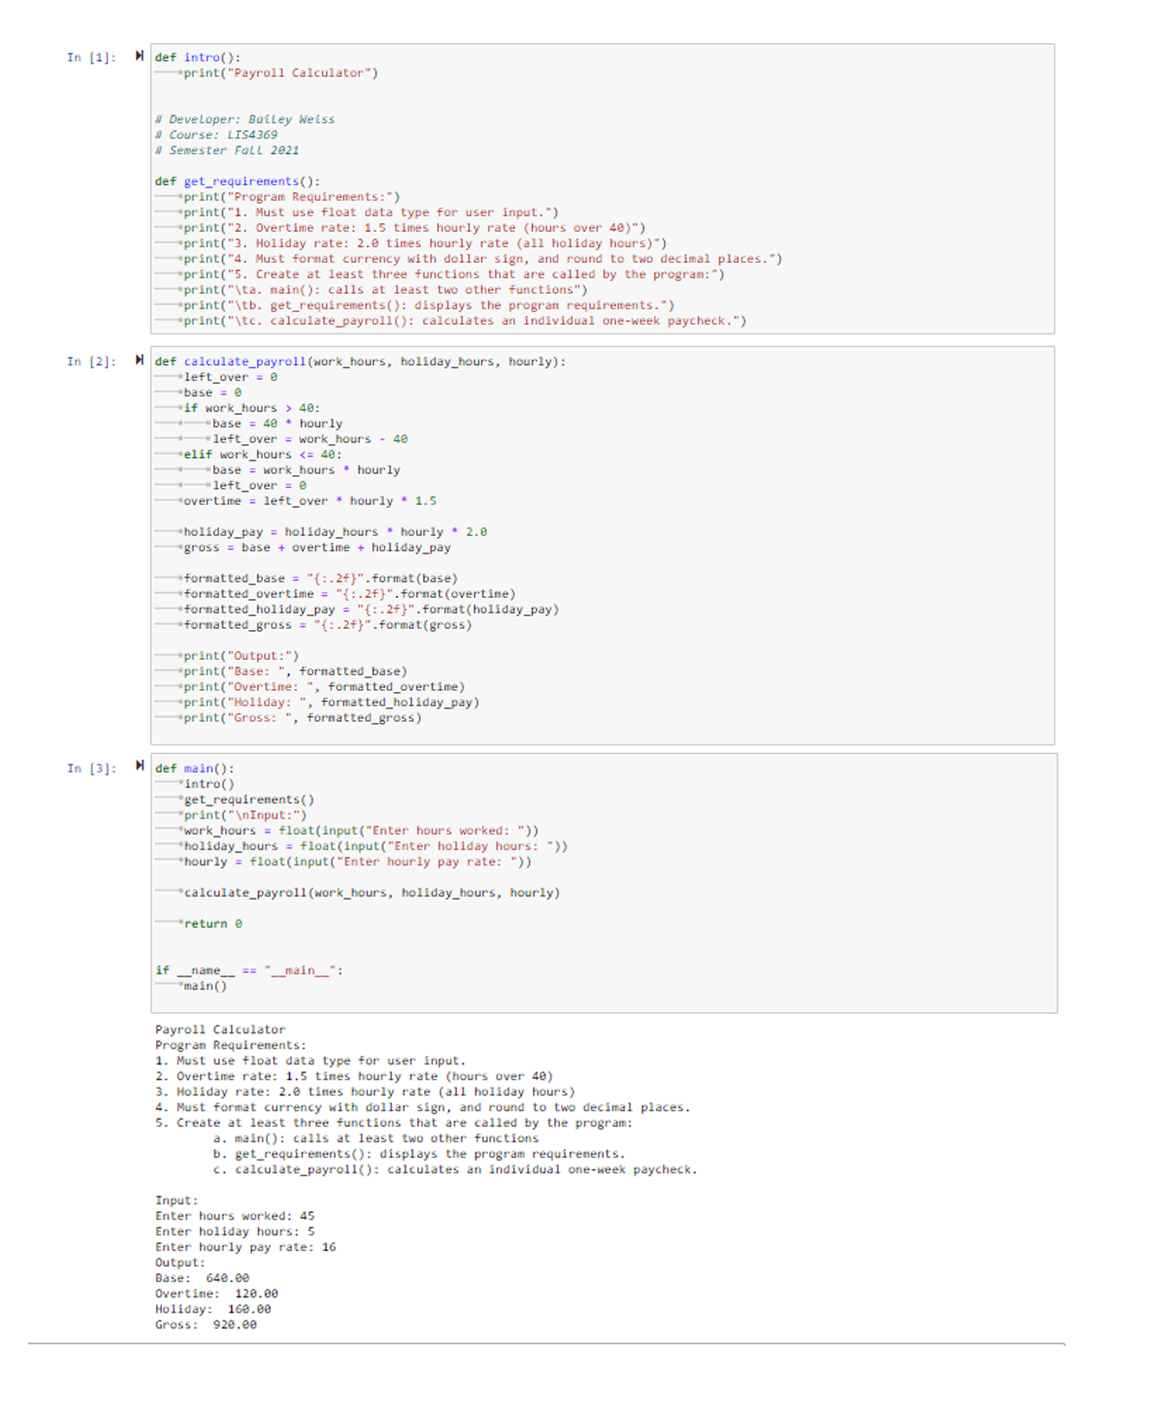 In [1]:
def intro():
print("Payroll Calculator")
# Developer: Bailey Weiss
# Course: LIS4369
# Semester Fall 2021
def get_requirements():
print("Program Requirements:")
print("1. Must use float data type for user input.")
print("2. Overtime rate: 1.5 times hourly rate (hours over 40)")
print("3. Holiday rate: 2.0 times hourly rate (all holiday hours)")
print("4. Must format currency with dollar sign, and round to two decimal places.")
print("5. Create at least three functions that are called by the program:")
print("\ta. main(): calls at least two other functions")
print("\tb. get_requirements(): displays the program requirements.")
print("\tc. calculate_payroll(): calculates an individual one-week paycheck.")
In [2]:
def calculate_payroll(work_hours, holiday_hours, hourly):
left_over = 0
base = 0
if work_hours > 40:
base = 40 * hourly
left_over = work_hours - 40
elif work_hours <= 40:
base = work_hours * hourly
left_over = 0
overtime = left_over * hourly * 1.5
holiday_pay = holiday_hours * hourly * 2.0
gross = base + overtime + holiday_pay
formatted_base = "{:.2f}".format(base)
formatted_overtime = "{:.2f}".format(overtime)
formatted_holiday_pay = "{:.2f}".format(holiday_pay)
formatted_gross = "{:.2f}".format(gross)
print("Output:")
print("Base: ", formatted_base)
print("Overtime: ", formatted_overtime)
print("Holiday: ", formatted_holiday_pay)
print("Gross: ", formatted_gross)
In [3]:
def main():
intro()
get_requirements()
print("\nInput:")
work_hours = float(input("Enter hours worked: "))
holiday_hours = float(input("Enter holiday hours: "))
hourly = float(input("Enter hourly pay rate: "))
calculate_payroll(work_hours, holiday_hours, hourly)
return 0
if __name__ == "__main__":
main()
Payroll Calculator
Program Requirements:
1. Must use float data type for user input.
2. Overtime rate: 1.5 times hourly rate (hours over 40)
3. Holiday rate: 2.0 times hourly rate (all holiday hours)
4. Must format currency with dollar sign, and round to two decimal places.
5. Create at least three functions that are called by the program:
a. main(): calls at least two other functions
b. get_requirements(): displays the program requirements.
c. calculate_payroll(): calculates an individual one-week paycheck.
Input:
Enter hours worked: 45
Enter holiday hours: 5
Enter hourly pay rate: 16
Output:
Base:  640.00
Overtime:  120.00
Holiday:  160.00
Gross:  920.00